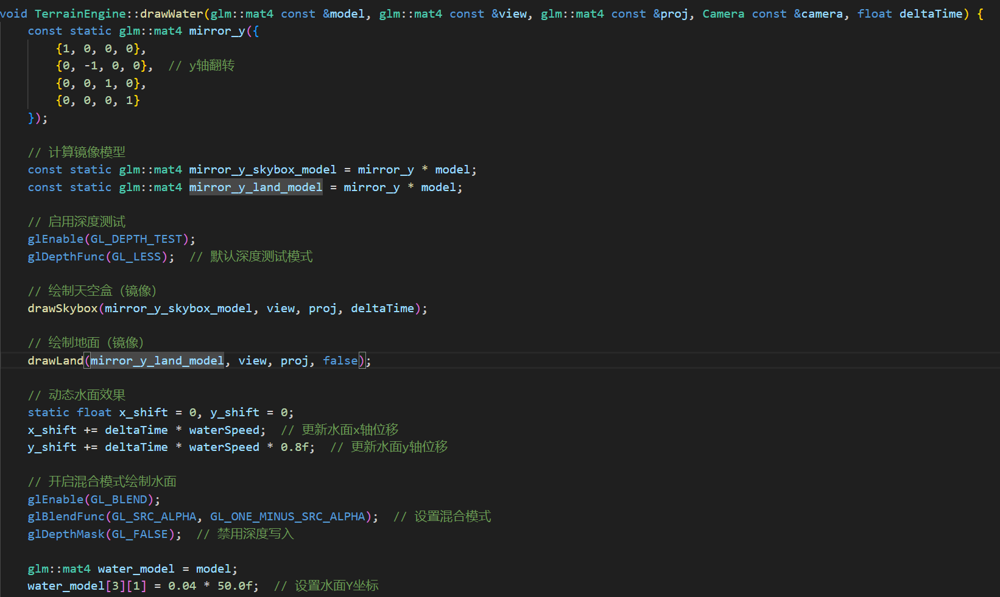 void TerrainEngine::drawWater(glm::mat4 const &model, glm::mat4 const &view, glm::mat4 const &proj, Camera const &camera, float deltaTime) {
    const static glm::mat4 mirror_y({
        {1, 0, 0, 0},
        {0, -1, 0, 0},  // y轴翻转
        {0, 0, 1, 0},
        {0, 0, 0, 1}
    });

    // 计算镜像模型
    const static glm::mat4 mirror_y_skybox_model = mirror_y * model;
    const static glm::mat4 mirror_y_land_model = mirror_y * model;

    // 启用深度测试
    glEnable(GL_DEPTH_TEST);
    glDepthFunc(GL_LESS);  // 默认深度测试模式

    // 绘制天空盒（镜像）
    drawSkybox(mirror_y_skybox_model, view, proj, deltaTime);

    // 绘制地面（镜像）
    drawLand(mirror_y_land_model, view, proj, false);

    // 动态水面效果
    static float x_shift = 0, y_shift = 0;
    x_shift += deltaTime * waterSpeed;  // 更新水面x轴位移
    y_shift += deltaTime * waterSpeed * 0.8f;  // 更新水面y轴位移

    // 开启混合模式绘制水面
    glEnable(GL_BLEND);
    glBlendFunc(GL_SRC_ALPHA, GL_ONE_MINUS_SRC_ALPHA);  // 设置混合模式
    glDepthMask(GL_FALSE);  // 禁用深度写入

    glm::mat4 water_model = model;
    water_model[3][1] = 0.04 * 50.0f;  // 设置水面Y坐标